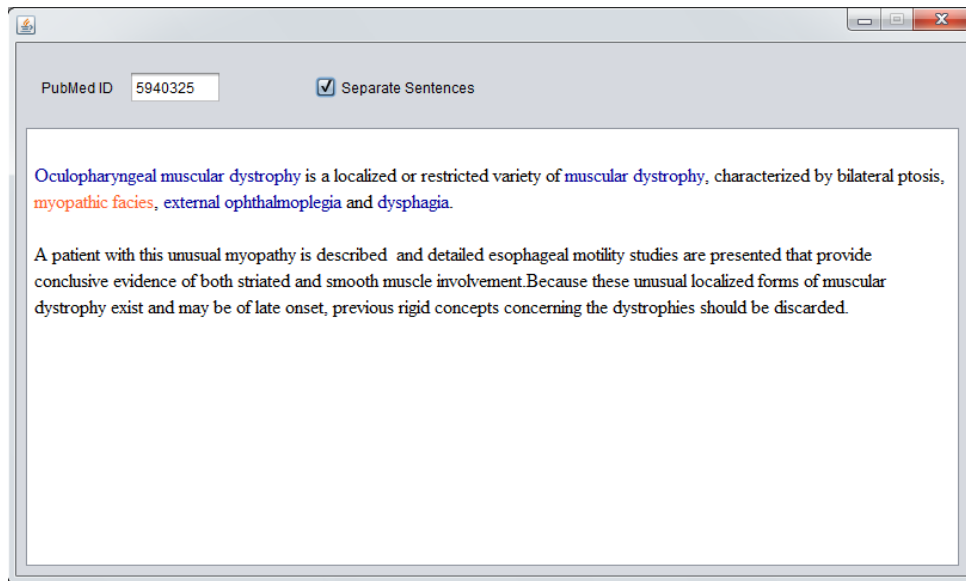 PubMed ID 5940325 Separate Sentences
Oculopharyngeal muscular dystrophy is a localized or restricted variety of muscular dystrophy, characterized by bilateral ptosis,
myopathic facies, external ophthalmoplegia and dysphagia.
A patient with this unusual myopathy is described  and detailed esophageal motility studies are presented that provide
conclusive evidence of both striated and smooth muscle involvement.Because these unusual localized forms of muscular
dystrophy exist and may be of late onset, previous rigid concepts concerning the dystrophies should be discarded.